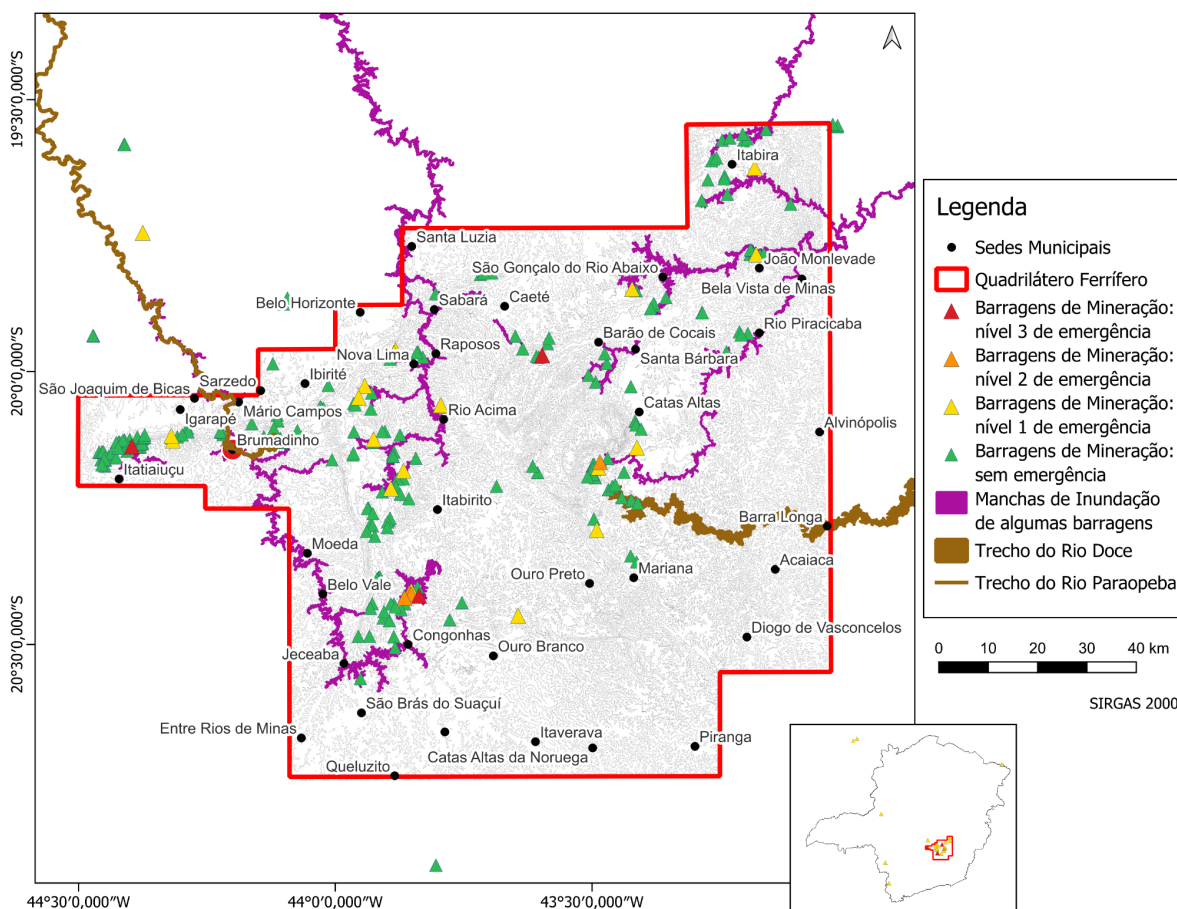 19°30'0,000"S
20°0'0,000"S
20°30'0,000"S
44°30'0,000"W
44°0'0,000"W
43°30'0,000"W
Itabira
Santa Luzia
São Gonçalo do Rio Abaixo
João Monlevade
Bela Vista de Minas
Belo Horizonte
Sabará
Caeté
Rio Piracicaba
Barão de Cocais
Nova Lima
Raposos
Santa Bárbara
Ibirité
São Joaquim de Bicas
Sarzedo
Mário Campos
Igarapé
Rio Acima
Catas Altas
Alvinópolis
Brumadinho
Itatiaiuçu
Itabirito
Barra Longa
Moeda
Ouro Preto
Mariana
Acaiaca
Belo Vale
Congonhas
Ouro Branco
Diogo de Vasconcelos
Jeceaba
São Brás do Suaçuí
Entre Rios de Minas
Itaverava
Catas Altas da Noruega
Piranga
Queluzito
Legenda
Sedes Municipais
Quadrilátero Ferrífero
Barragens de Mineração:
nível 3 de emergência
Barragens de Mineração:
nível 2 de emergência
Barragens de Mineração:
nível 1 de emergência
Barragens de Mineração:
sem emergência
Manchas de Inundação
de algumas barragens
Trecho do Rio Doce
Trecho do Rio Paraopeba
0 10 20 30 40 km
SIRGAS 2000